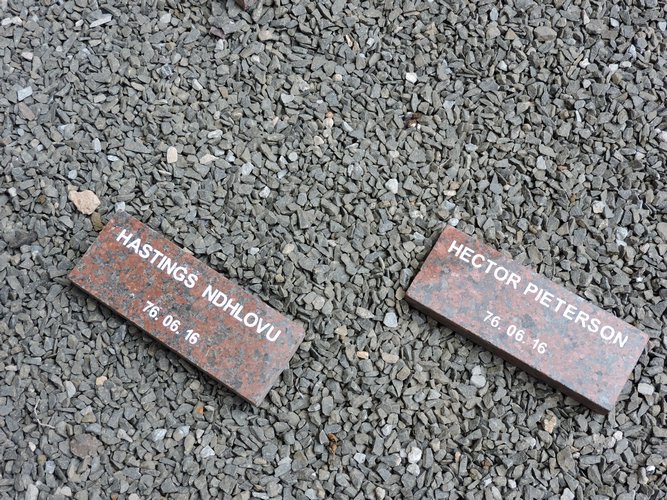 HASTINGS NDHLOVU
76. 06. 16
HECTOR PIETERSON
76. 06. 16